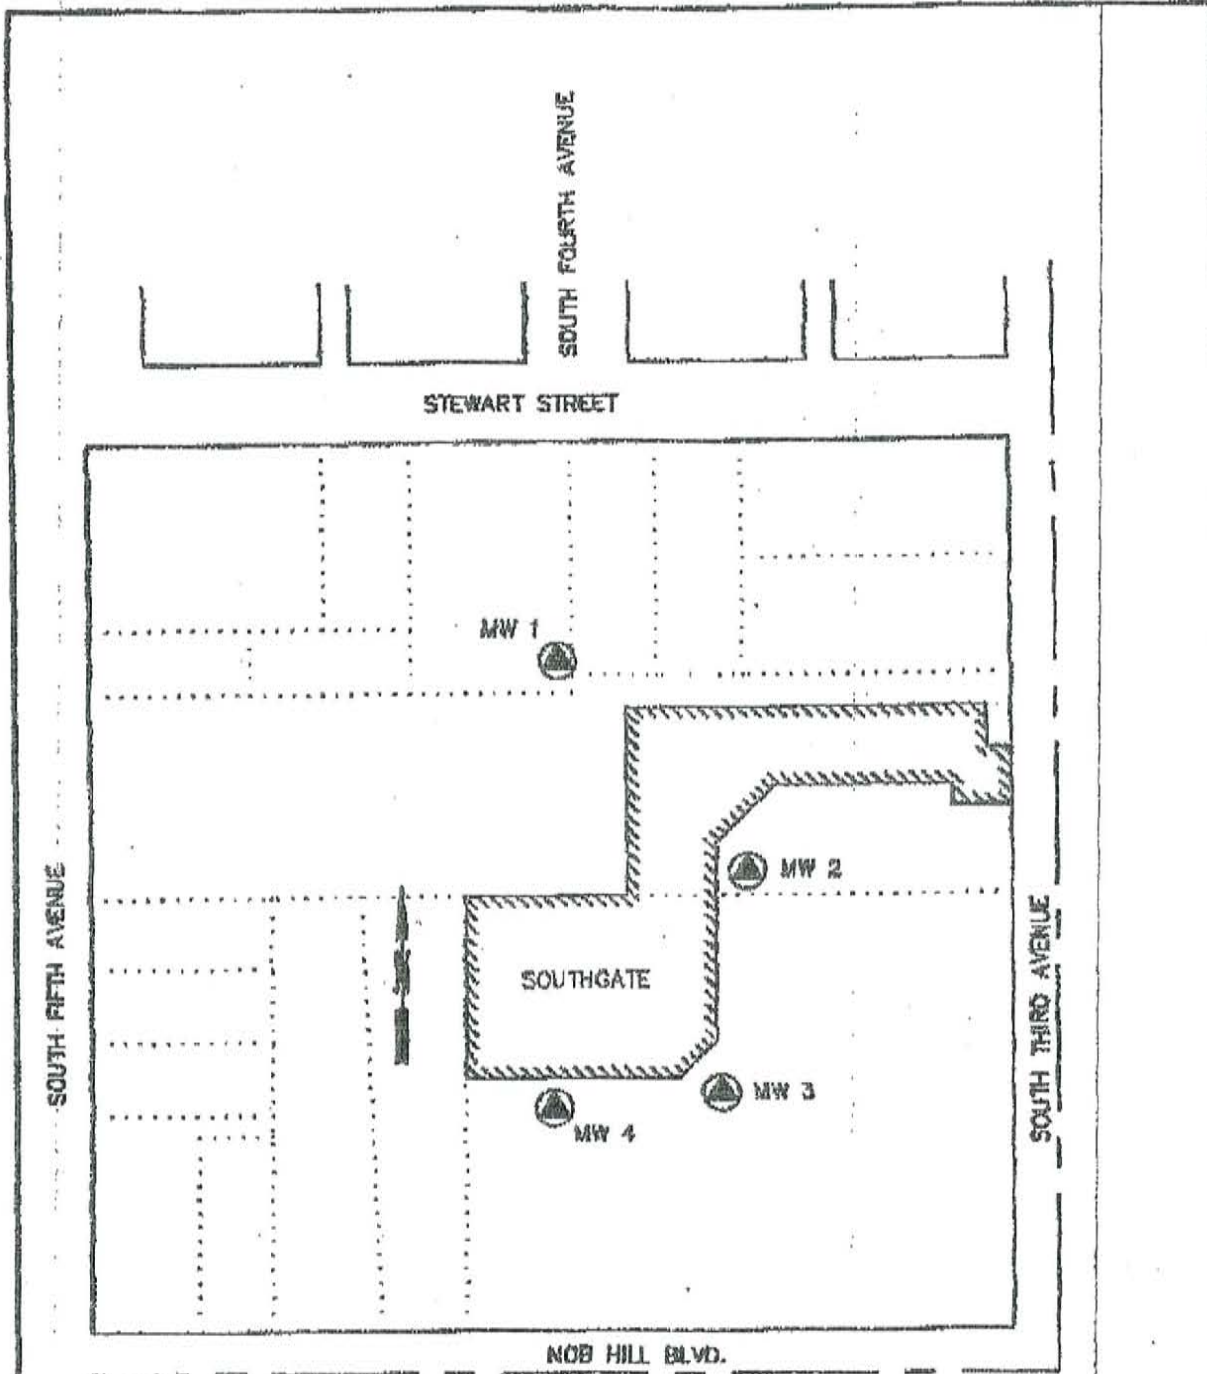 SOUTH FOURTH AVENUE
STEWART STREET
MW 1
MW 2
SOUTH FIFTH AVENUE
SOUTHGATE
SOUTH THIRD AVENUE
MW 3
MW 4
NOB HILL BLVD.